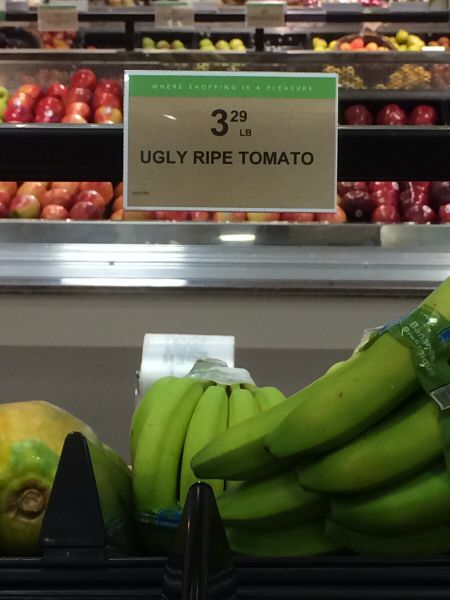 WHERE SHOPPING IS A PLEASURE
3 29
LB
UGLY RIPE TOMATO